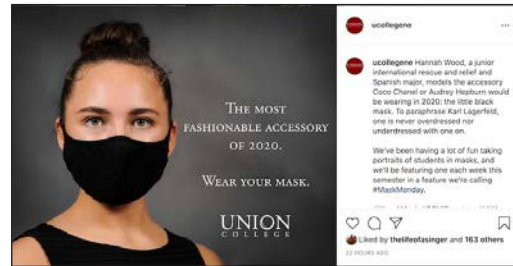 THE MOST
FASHIONABLE ACCESSORY
OF 2020.
WEAR YOUR MASK.
UNION
COLLEGE
ucollegene
ucollegene Hannah Wood, a junior
international rescue and relief and
Spanish major, models the accessory
Coco Chanel or Audrey Hepburn would
be wearing in 2020: the little black
mask. To paraphrase Karl Lagerfeld,
one is never overdressed nor
underdressed with one on.
We've been having a lot of fun taking
portraits of students in masks, and
we'll be featuring one each week this
semester in a feature we're calling
#MaskMonday.
Liked by thelifeofasinger and 163 others
22 HOURS AGO